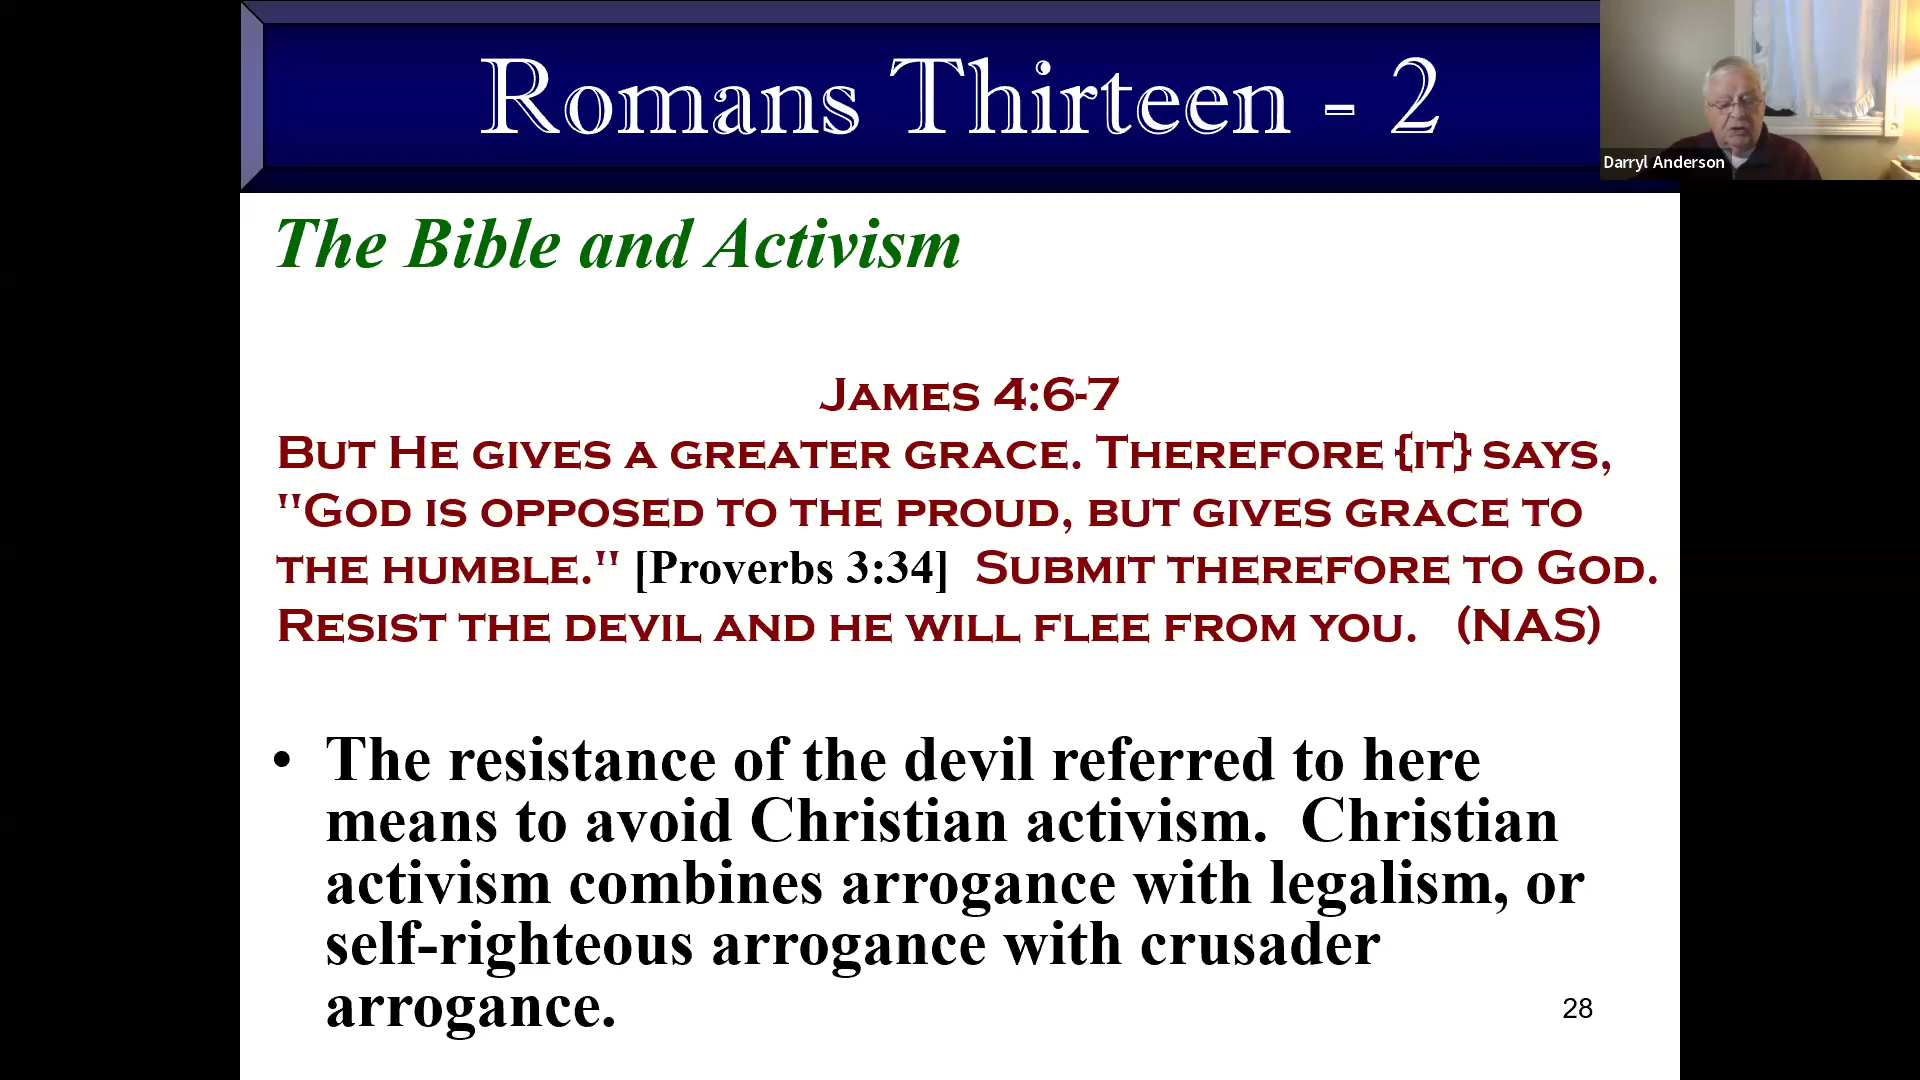 Romans Thirteen - 2
Darryl Anderson
The Bible and Activism
James 4:6-7
But He gives a greater grace. Therefore {it} says,
"God is opposed to the proud, but gives grace to
the humble." [Proverbs 3:34] Submit therefore to God.
Resist the devil and he will flee from you. (NAS)
• The resistance of the devil referred to here
means to avoid Christian activism. Christian
activism combines arrogance with legalism, or
self-righteous arrogance with crusader
arrogance.
28